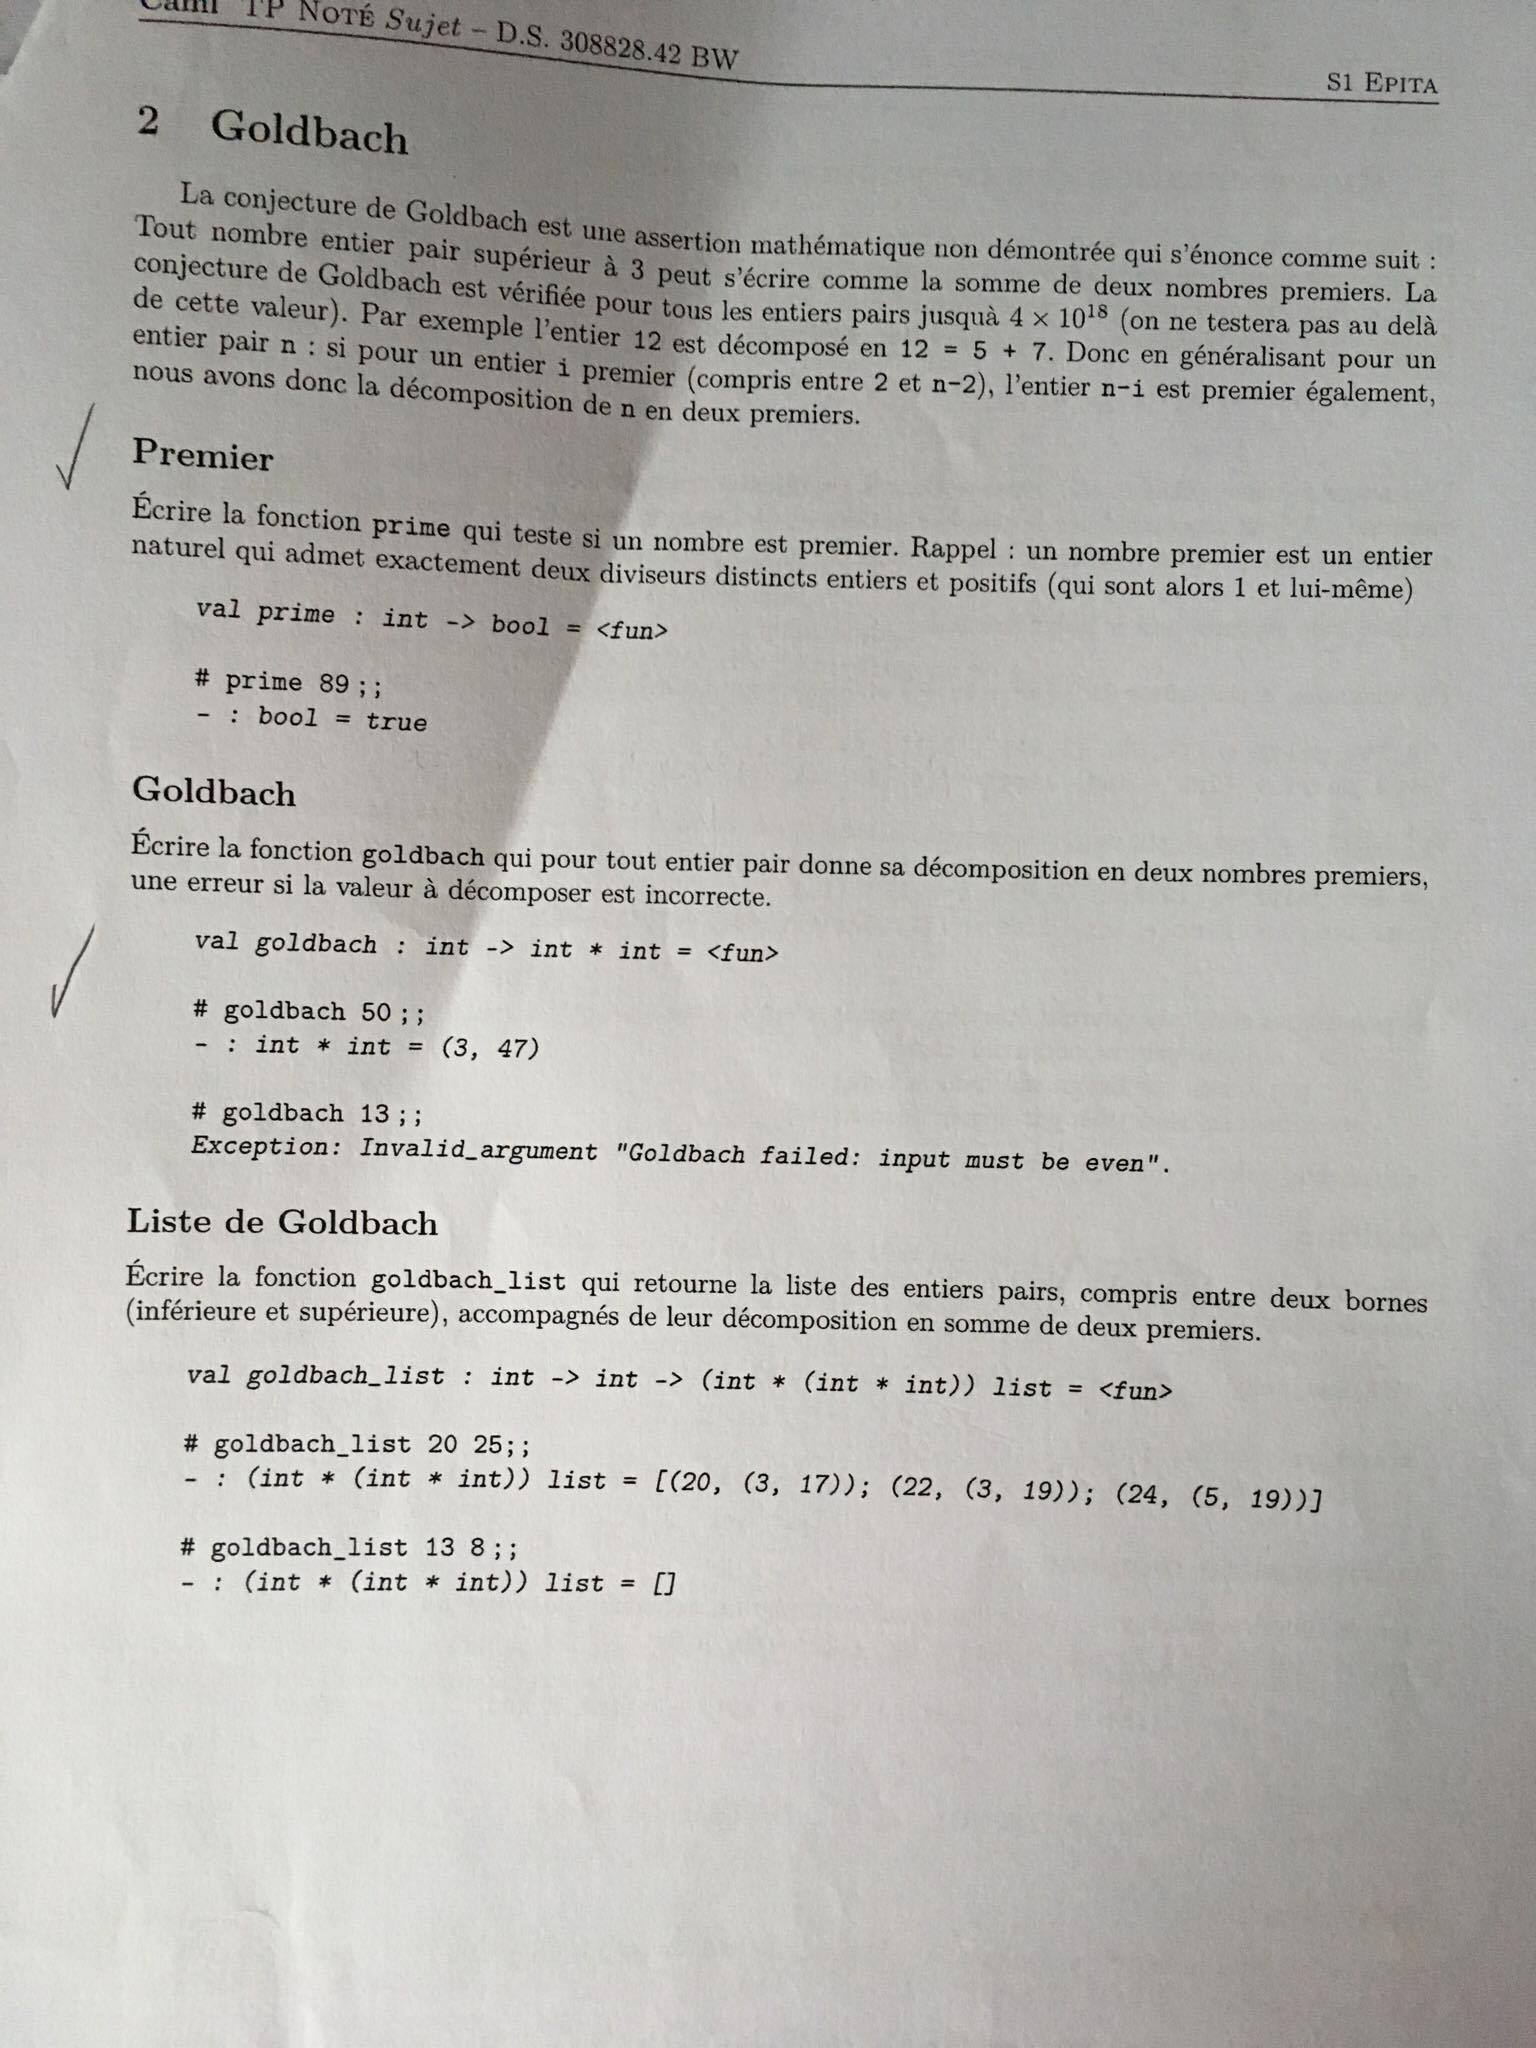 Caml TP NOTÉ Sujet – D.S. 308828.42 BW
S1 EPITA
2 Goldbach
La conjecture de Goldbach est une assertion mathématique non démontrée qui s'énonce comme suit :
Tout nombre entier pair supérieur à 3 peut s'écrire comme la somme de deux nombres premiers. La
conjecture de Goldbach est vérifiée pour tous les entiers pairs jusquà 4 × 10¹⁸ (on ne testera pas au delà
de cette valeur). Par exemple l'entier 12 est décomposé en 12 = 5 + 7. Donc en généralisant pour un
entier pair n : si pour un entier i premier (compris entre 2 et n-2), l'entier n-i est premier également,
nous avons donc la décomposition de n en deux premiers.
Premier
Écrire la fonction prime qui teste si un nombre est premier. Rappel : un nombre premier est un entier
naturel qui admet exactement deux diviseurs distincts entiers et positifs (qui sont alors 1 et lui-même)
val prime : int -> bool = <fun>
# prime 89;;
- : bool = true
Goldbach
Écrire la fonction goldbach qui pour tout entier pair donne sa décomposition en deux nombres premiers,
une erreur si la valeur à décomposer est incorrecte.
val goldbach : int -> int * int = <fun>
# goldbach 50;;
- : int * int = (3, 47)
# goldbach 13;;
Exception: Invalid_argument "Goldbach failed: input must be even".
Liste de Goldbach
Écrire la fonction goldbach_list qui retourne la liste des entiers pairs, compris entre deux bornes
(inférieure et supérieure), accompagnés de leur décomposition en somme de deux premiers.
val goldbach_list : int -> int -> (int * (int * int)) list = <fun>
# goldbach_list 20 25;;
- : (int * (int * int)) list = [(20, (3, 17)); (22, (3, 19)); (24, (5, 19))]
# goldbach_list 13 8;;
- : (int * (int * int)) list = []